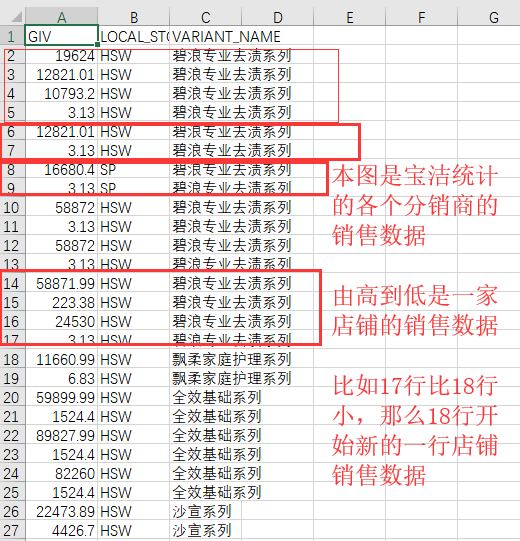 A B C D E F G
1 GIV LOCAL_STO VARIANT_NAME
2 19624 HSW 碧浪专业去渍系列
3 12821.01 HSW 碧浪专业去渍系列
4 10793.2 HSW 碧浪专业去渍系列
5 3.13 HSW 碧浪专业去渍系列
6 12821.01 HSW 碧浪专业去渍系列
7 3.13 HSW 碧浪专业去渍系列
8 16680.4 SP 碧浪专业去渍系列
9 3.13 SP 碧浪专业去渍系列
10 58872 HSW 碧浪专业去渍系列
11 3.13 HSW 碧浪专业去渍系列
12 58872 HSW 碧浪专业去渍系列
13 3.13 HSW 碧浪专业去渍系列
14 58871.99 HSW 碧浪专业去渍系列
15 223.38 HSW 碧浪专业去渍系列
16 24530 HSW 碧浪专业去渍系列
17 3.13 HSW 碧浪专业去渍系列
18 11660.99 HSW 飘柔家庭护理系列
19 6.83 HSW 飘柔家庭护理系列
20 59899.99 HSW 全效基础系列
21 1524.4 HSW 全效基础系列
22 89827.99 HSW 全效基础系列
23 1524.4 HSW 全效基础系列
24 82260 HSW 全效基础系列
25 1524.4 HSW 全效基础系列
26 22473.89 HSW 沙宣系列
27 4426.7 HSW 沙宣系列
本图是宝洁统计
的各个分销商的
销售数据
由高到低是一家
店铺的销售数据
比如17行比18行
小，那么18行开
始新的一行店铺
销售数据